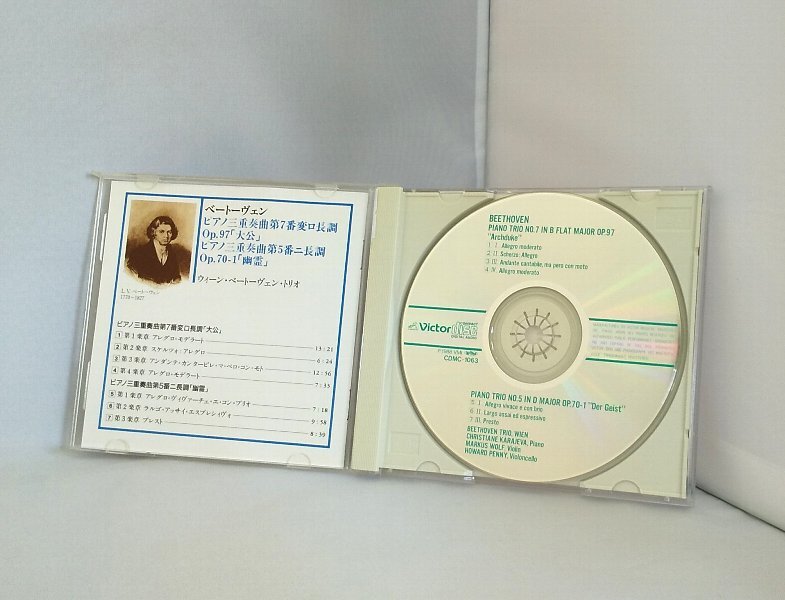 ベートーヴェン
ピアノ三重奏曲第7番変ロ長調
Op.97「大公」
ピアノ三重奏曲第5番ニ長調
Op.70-1「幽霊」
ウィーン・ベートーヴェン・トリオ
L.V.ベートーヴェン
1770-1827
ピアノ三重奏曲第7番変ロ長調「大公」
1 第1楽章 アレグロ・モデラート 13:21
2 第2楽章 スケルツォ:アレグロ 6:24
3 第3楽章 アンダンテ・カンタービレ・マ・ペロ・コン・モト 12:56
4 第4楽章 アレグロ・モデラート 7:35
ピアノ三重奏曲第5番ニ長調「幽霊」
5 第1楽章 アレグロ・ヴィヴァーチェ・エ・コン・ブリオ 7:18
6 第2楽章 ラルゴ・アッサイ・エスプレシィヴォ 9:58
7 第3楽章 プレスト 8:39
BEETHOVEN
PIANO TRIO NO.7 IN B FLAT MAJOR OP.97
"Archduke"
1 I. Allegro moderato
2 II. Scherzo: Allegro
3 III. Andante cantabile, ma pero con moto
4 IV. Allegro moderato
Victor
COMPACT disc DIGITAL AUDIO
CDMC-1063
PIANO TRIO NO.5 IN D MAJOR OP.70-1 "Der Geist"
5 I. Allegro vivace e con brio
6 II. Largo assai ed espressivo
7 III. Presto
BEETHOVEN TRIO, WIEN
CHRISTIANE KARAJEVA, Piano
MARKUS WOLF, Violin
HOWARD PENNY, Violoncello